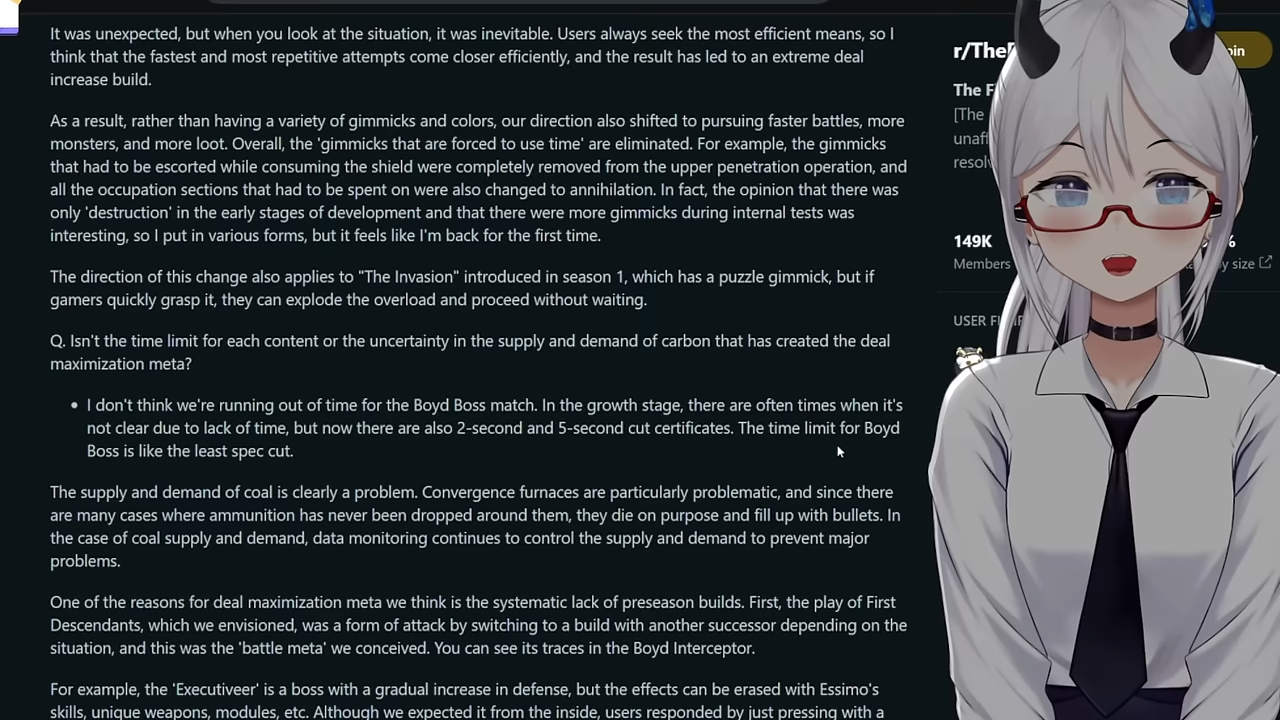 It was unexpected, but when you look at the situation, it was inevitable. Users always seek the most efficient means, so I
think that the fastest and most repetitive attempts come closer efficiently, and the result has led to an extreme deal
increase build.
As a result, rather than having a variety of gimmicks and colors, our direction also shifted to pursuing faster battles, more
monsters, and more loot. Overall, the 'gimmicks that are forced to use time' are eliminated. For example, the gimmicks
that had to be escorted while consuming the shield were completely removed from the upper penetration operation, and
all the occupation sections that had to be spent on were also changed to annihilation. In fact, the opinion that there was
only 'destruction' in the early stages of development and that there were more gimmicks during internal tests was
interesting, so I put in various forms, but it feels like I'm back for the first time.
The direction of this change also applies to "The Invasion" introduced in season 1, which has a puzzle gimmick, but if
gamers quickly grasp it, they can explode the overload and proceed without waiting.
Q. Isn't the time limit for each content or the uncertainty in the supply and demand of carbon that has created the deal
maximization meta?
• I don't think we're running out of time for the Boyd Boss match. In the growth stage, there are often times when it's
not clear due to lack of time, but now there are also 2-second and 5-second cut certificates. The time limit for Boyd
Boss is like the least spec cut.
The supply and demand of coal is clearly a problem. Convergence furnaces are particularly problematic, and since there
are many cases where ammunition has never been dropped around them, they die on purpose and fill up with bullets. In
the case of coal supply and demand, data monitoring continues to control the supply and demand to prevent major
problems.
One of the reasons for deal maximization meta we think is the systematic lack of preseason builds. First, the play of First
Descendants, which we envisioned, was a form of attack by switching to a build with another successor depending on the
situation, and this was the 'battle meta' we conceived. You can see its traces in the Boyd Interceptor.
For example, the 'Executiveer' is a boss with a gradual increase in defense, but the effects can be erased with Essimo's
skills, unique weapons, modules, etc. Although we expected it from the inside, users responded by just pressing with a
The F
[The
149K
Members
by size
USER